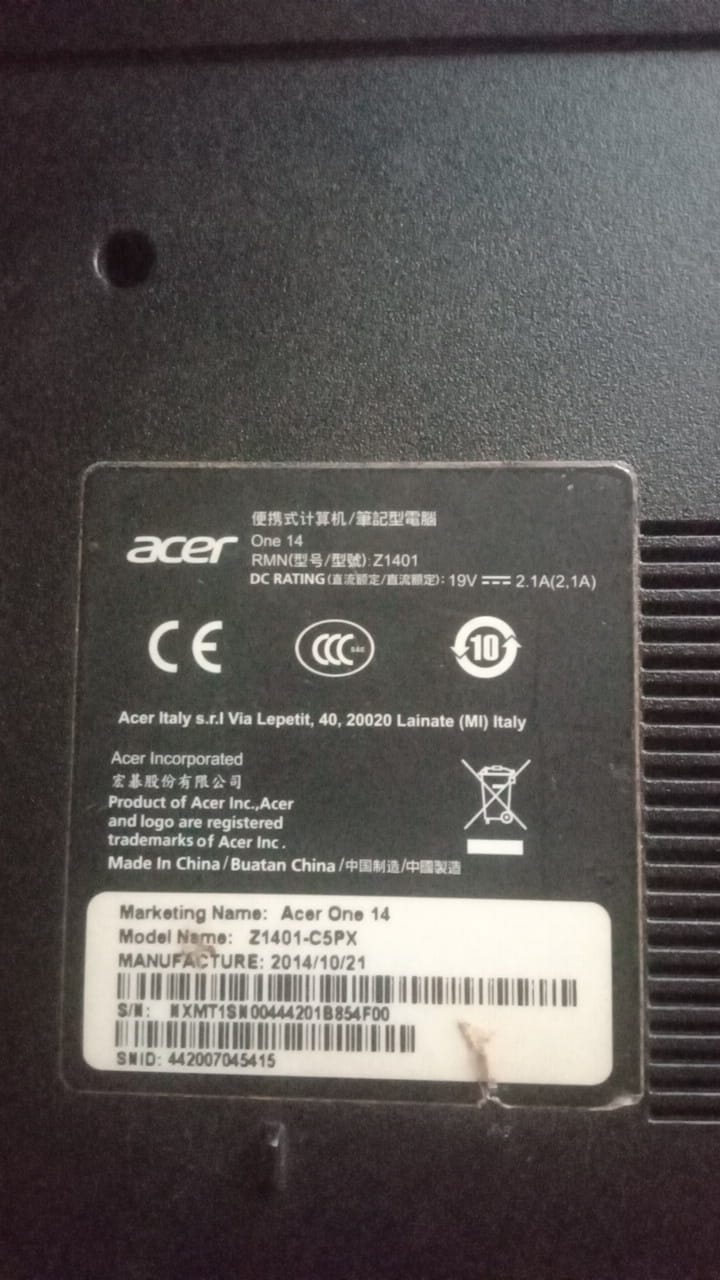 便携式计算机/筆記型電腦
acer
One 14
RMN(型号/型號): Z1401
DC RATING(直流额定/直流額定): 19V 2.1A(2,1A)
CE
CCC
S&E
10
Acer Italy s.r.l Via Lepetit, 40, 20020 Lainate (MI) Italy
Acer Incorporated
宏碁股份有限公司
Product of Acer Inc.,Acer
and logo are registered
trademarks of Acer Inc .
Made In China/Buatan China/中国制造/中國製造
Marketing Name: Acer One 14
Model Name: Z1401-C5PX
MANUFACTURE: 2014/10/21
S/N: NXMT1SN00444201B854F00
SNID: 442007045415